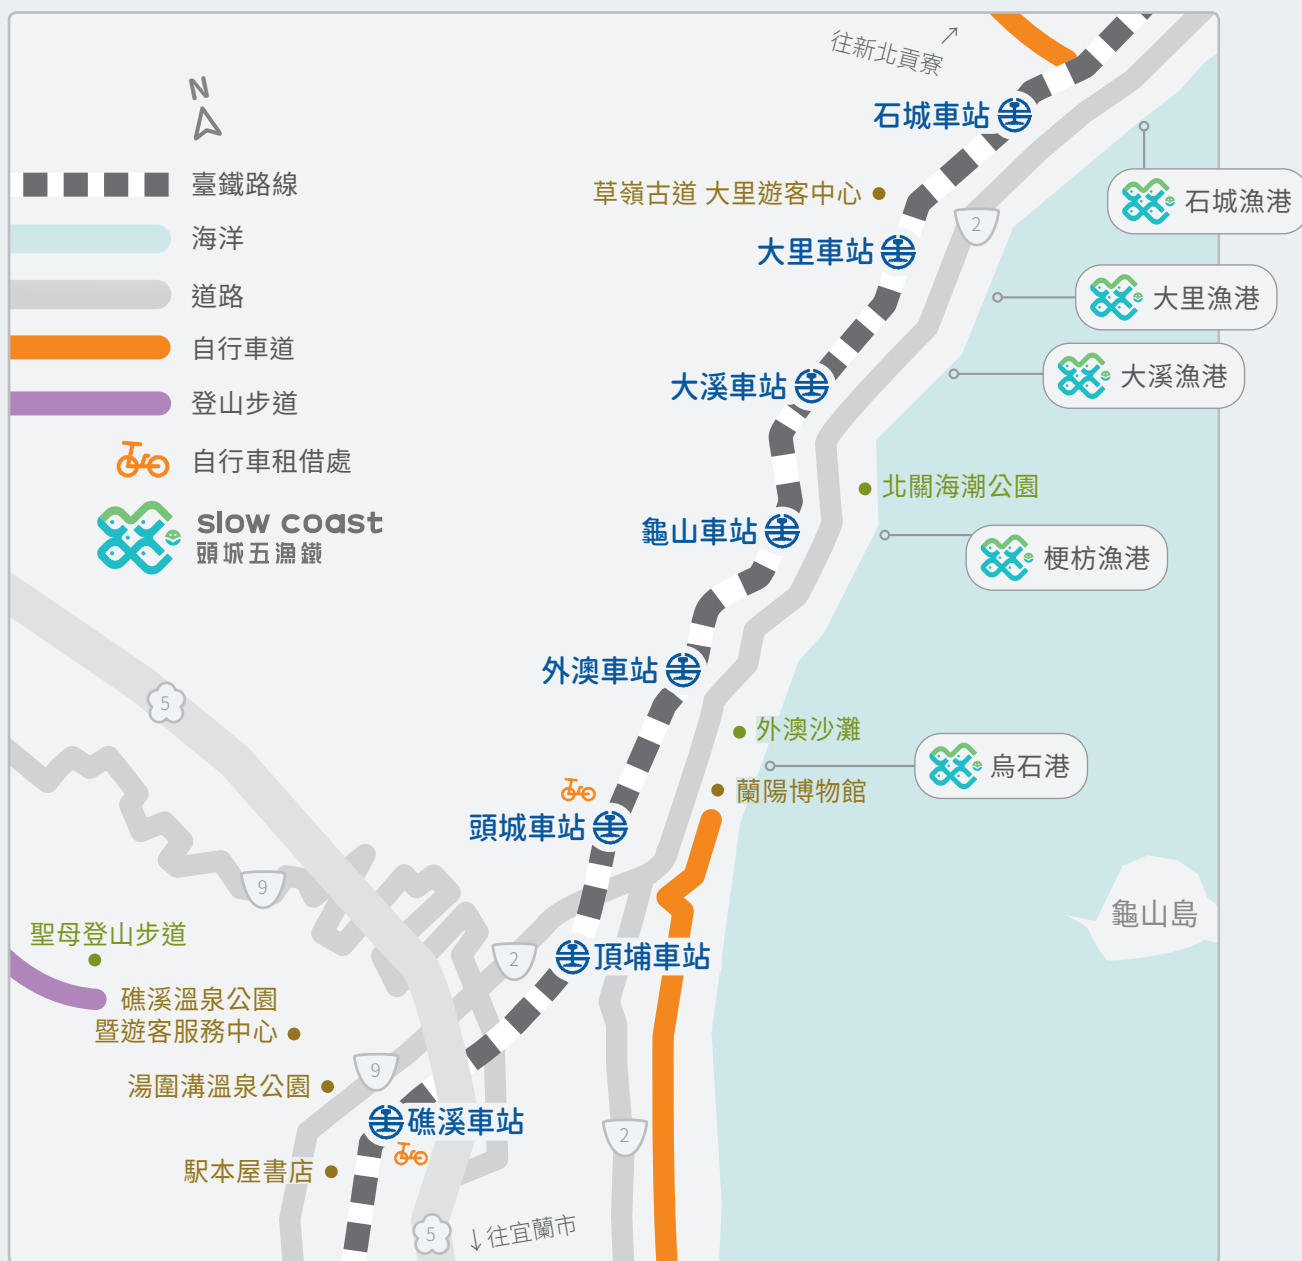 往新北貢寮
N
石城車站
臺鐵路線
草嶺古道 大里遊客中心
石城漁港
2
海洋
大里車站
道路
大里漁港
自行車道
大溪車站
大溪漁港
登山步道
自行車租借處
北關海潮公園
slow coast
頭城五漁鐵
龜山車站
梗枋漁港
外澳車站
5
外澳沙灘
烏石港
蘭陽博物館
頭城車站
9
龜山島
聖母登山步道
2
頂埔車站
礁溪溫泉公園
暨遊客服務中心
9
湯圍溝溫泉公園
礁溪車站
2
駅本屋書店
5
往宜蘭市